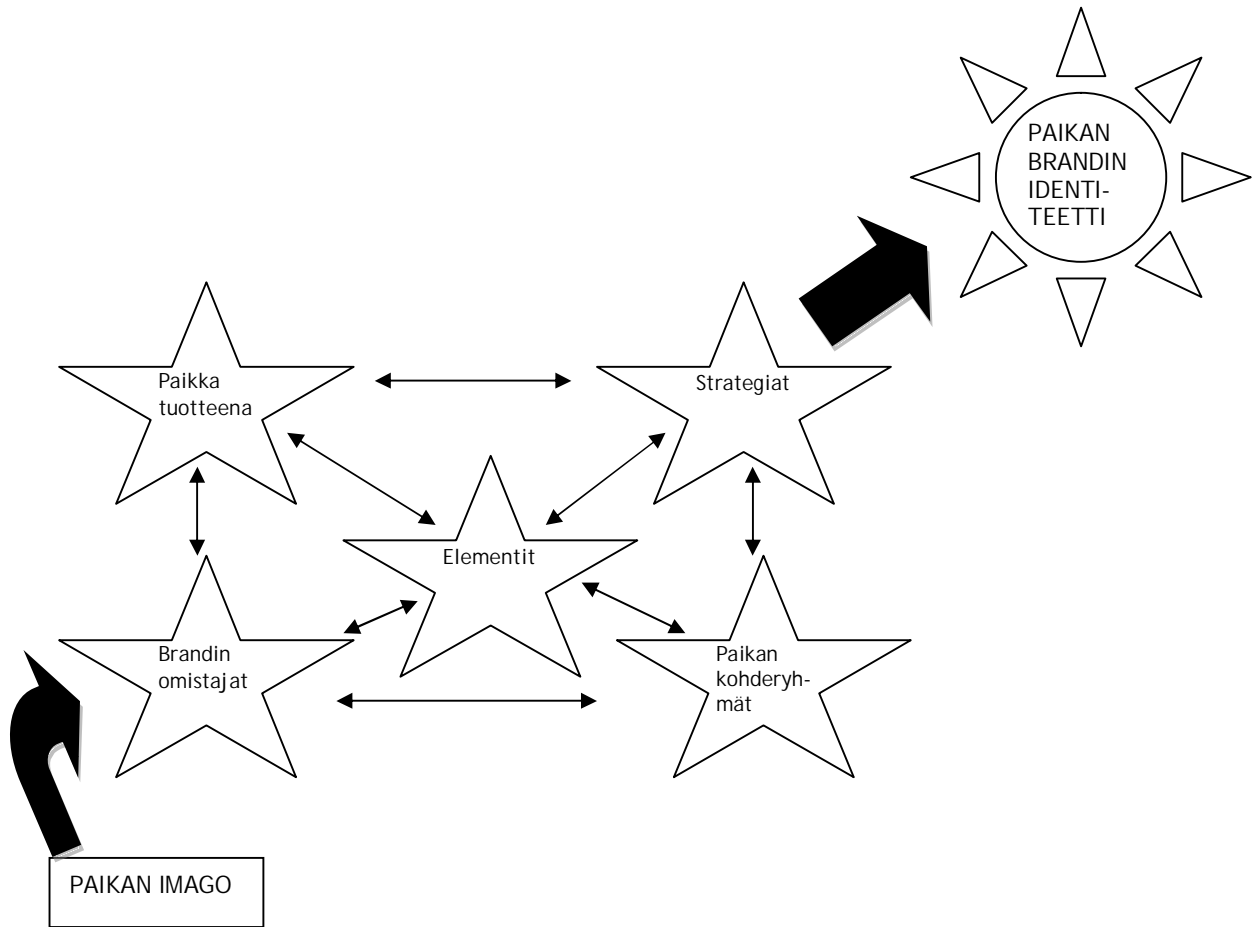 PAIKAN
BRANDIN
IDENTI-
TEETTI
Paikka
tuotteena
Strategiat
Elementit
Brandin
omistajat
Paikan
kohderyh-
mät
PAIKAN IMAGO